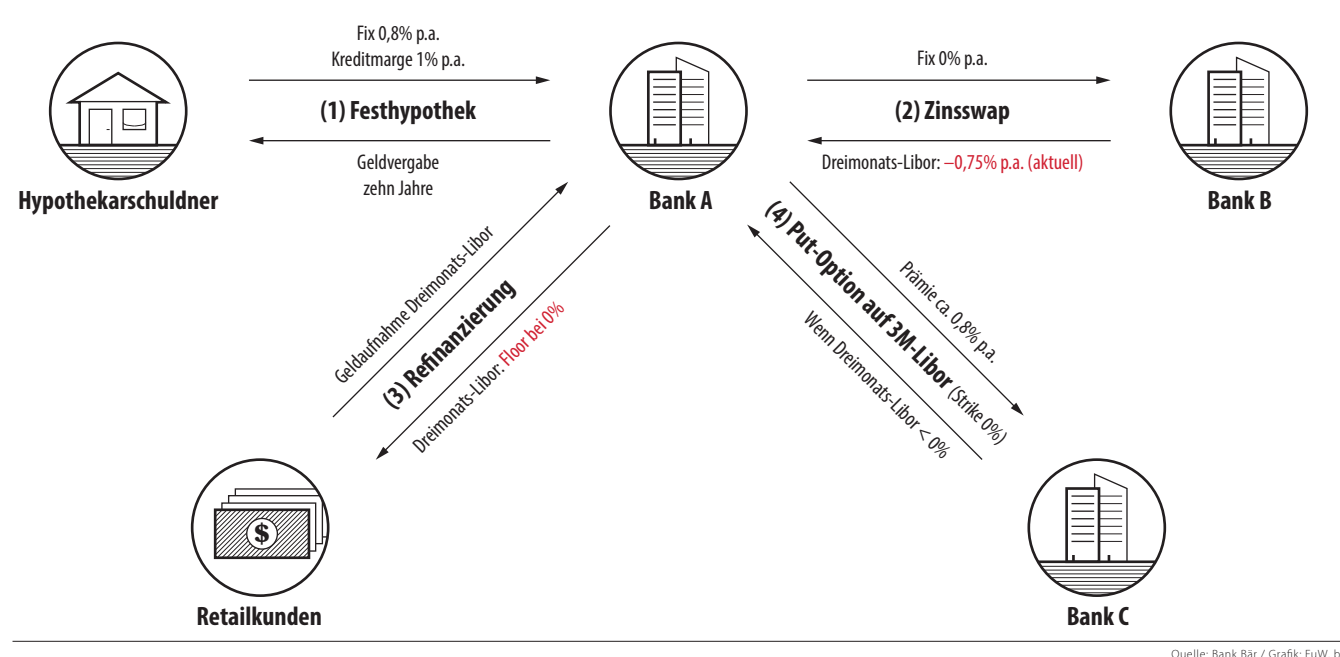 Fix 0,8% p.a.
Kreditmarge 1% p.a.
(1) Festhypothek
Geldvergabe
zehn Jahre
Hypothekarschuldner
Bank A
Fix 0% p.a.
(2) Zinsswap
Dreimonats-Libor: –0,75% p.a. (aktuell)
Bank B
Geldaufnahme Dreimonats-Libor
(3) Refinanzierung
Dreimonats-Libor: Floor bei 0%
Prämie ca. 0,8% p.a.
(4) Put-Option auf 3M-Libor (Strike 0%)
Wenn Dreimonats-Libor < 0%
$
Retailkunden
Bank C
Quelle: Bank Bär / Grafik: FuW, b